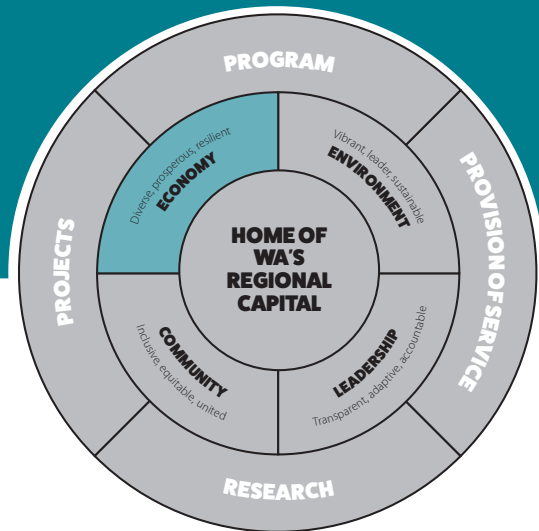 PROGRAM
Diverse, prosperous, resilient
ECONOMY
Vibrant, leader, sustainable
ENVIRONMENT
PROJECTS
HOME OF
WA'S
REGIONAL
CAPITAL
PROVISION OF SERVICE
COMMUNITY
Inclusive, equitable, united
LEADERSHIP
Transparent, adaptive, accountable
RESEARCH